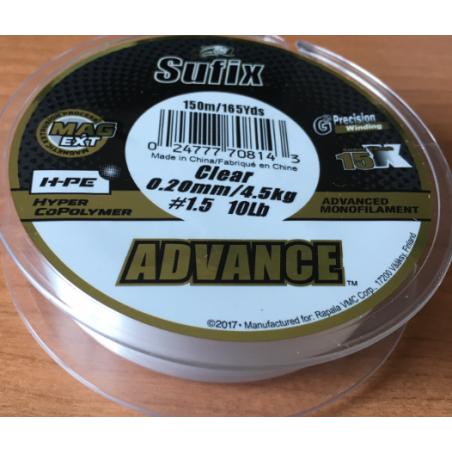 Sufix
150m/165Yds
0 24777 70814 3
Made in China/Fabriqué en Chine
Clear
0.20mm/4.5kg
#1.5 10Lb
MAG
EXT
H-PE
HYPER
COPOLYMER
G Precision
Winding
15X
ADVANCED
MONOFILAMENT
ADVANCE™
©2017 • Manufactured for: Rapala VMC Corp., 17200 Vääksy, Finland